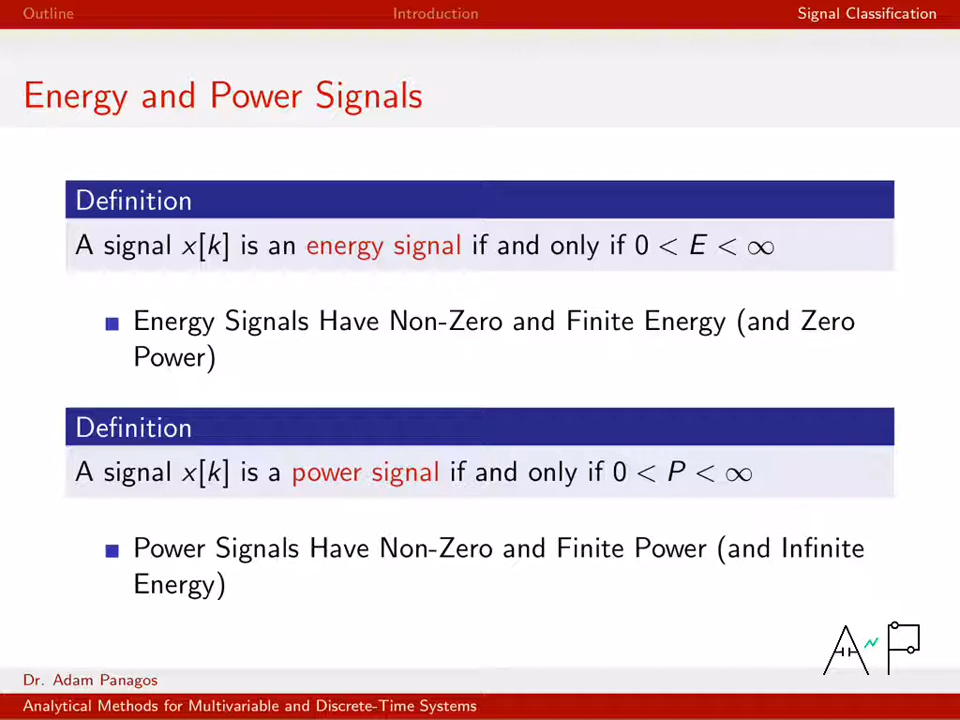 Outline Introduction Signal Classification
Energy and Power Signals
Definition
A signal x[k] is an energy signal if and only if 0 < E < ∞
Energy Signals Have Non-Zero and Finite Energy (and Zero
Power)
Definition
A signal x[k] is a power signal if and only if 0 < P < ∞
Power Signals Have Non-Zero and Finite Power (and Infinite
Energy)
AP
Dr. Adam Panagos
Analytical Methods for Multivariable and Discrete-Time Systems